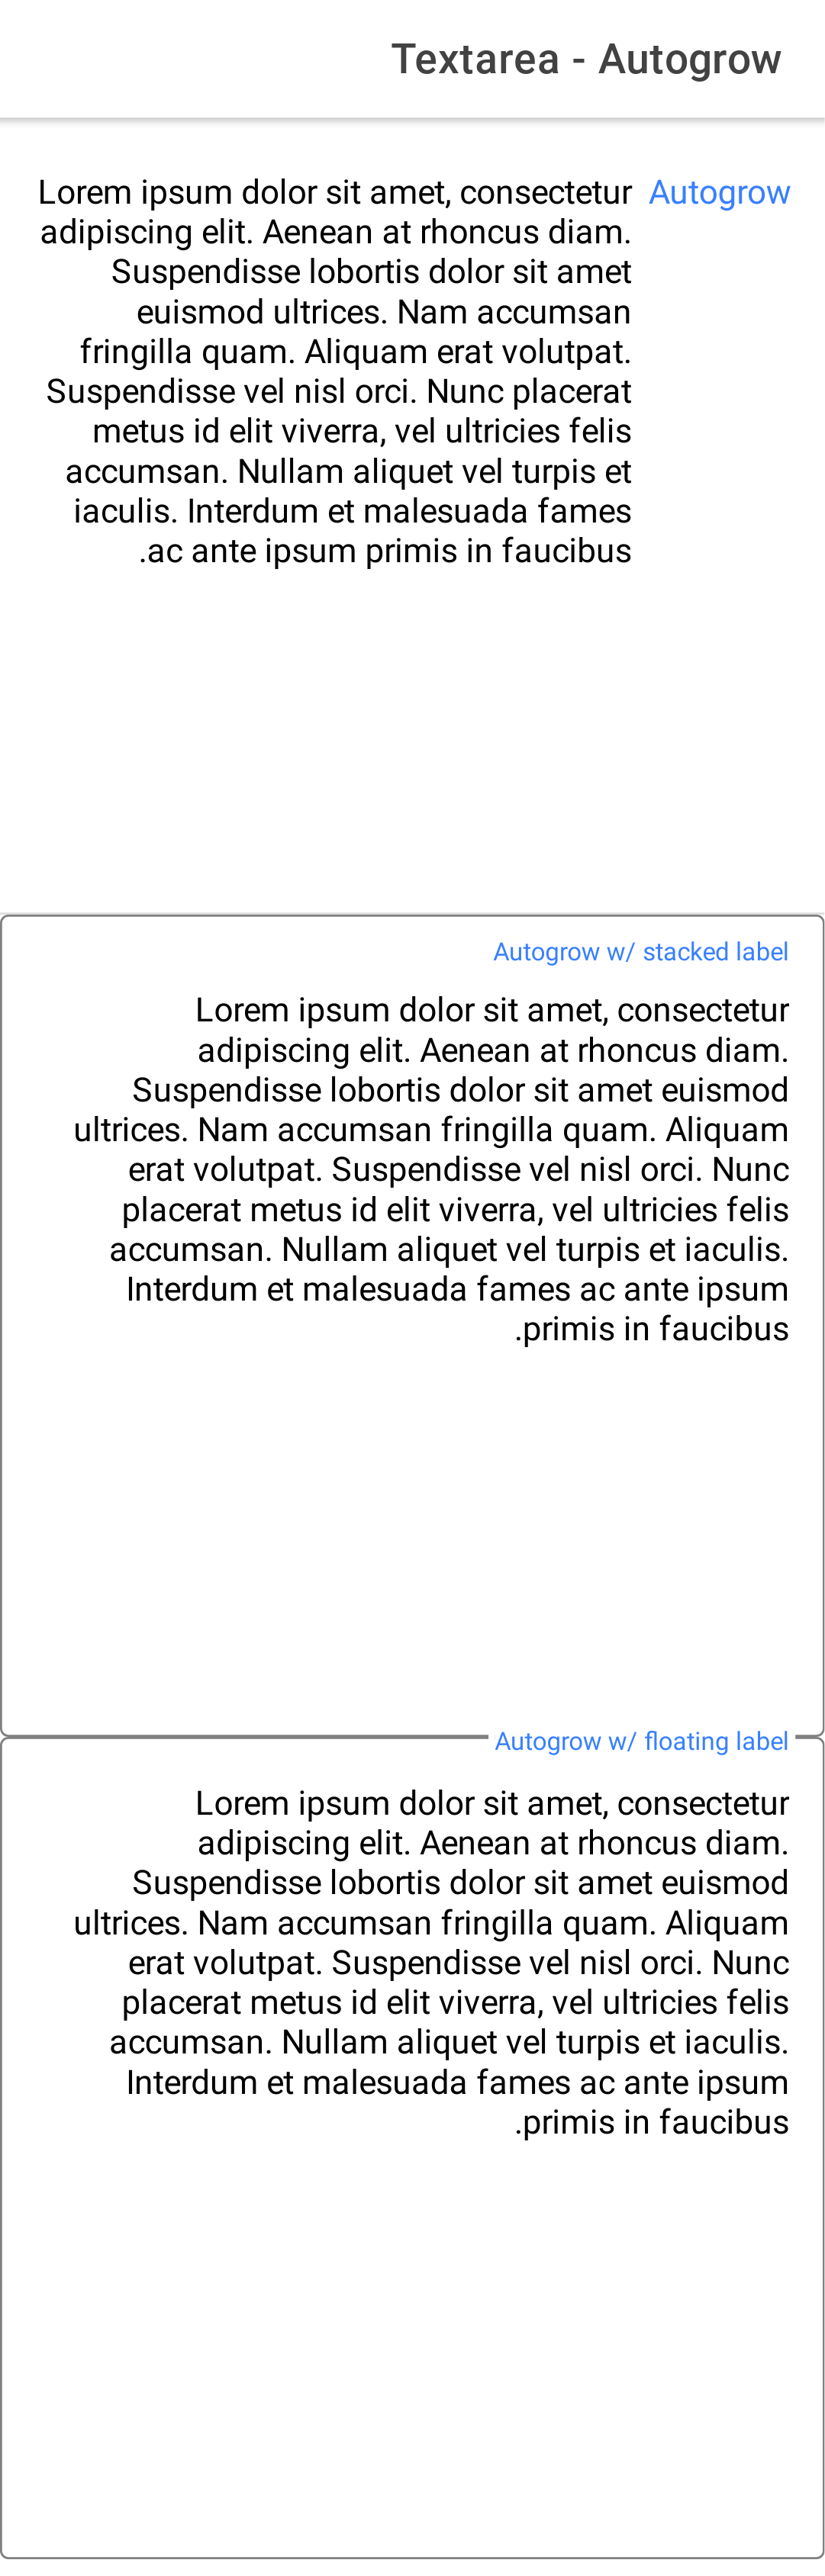 Textarea - Autogrow
Autogrow
Lorem ipsum dolor sit amet, consectetur
adipiscing elit. Aenean at rhoncus diam.
Suspendisse lobortis dolor sit amet
euismod ultrices. Nam accumsan
fringilla quam. Aliquam erat volutpat.
Suspendisse vel nisl orci. Nunc placerat
metus id elit viverra, vel ultricies felis
accumsan. Nullam aliquet vel turpis et
iaculis. Interdum et malesuada fames
.ac ante ipsum primis in faucibus
Autogrow w/ stacked label
Lorem ipsum dolor sit amet, consectetur
adipiscing elit. Aenean at rhoncus diam.
Suspendisse lobortis dolor sit amet euismod
ultrices. Nam accumsan fringilla quam. Aliquam
erat volutpat. Suspendisse vel nisl orci. Nunc
placerat metus id elit viverra, vel ultricies felis
accumsan. Nullam aliquet vel turpis et iaculis.
Interdum et malesuada fames ac ante ipsum
.primis in faucibus
Autogrow w/ floating label
Lorem ipsum dolor sit amet, consectetur
adipiscing elit. Aenean at rhoncus diam.
Suspendisse lobortis dolor sit amet euismod
ultrices. Nam accumsan fringilla quam. Aliquam
erat volutpat. Suspendisse vel nisl orci. Nunc
placerat metus id elit viverra, vel ultricies felis
accumsan. Nullam aliquet vel turpis et iaculis.
Interdum et malesuada fames ac ante ipsum
.primis in faucibus